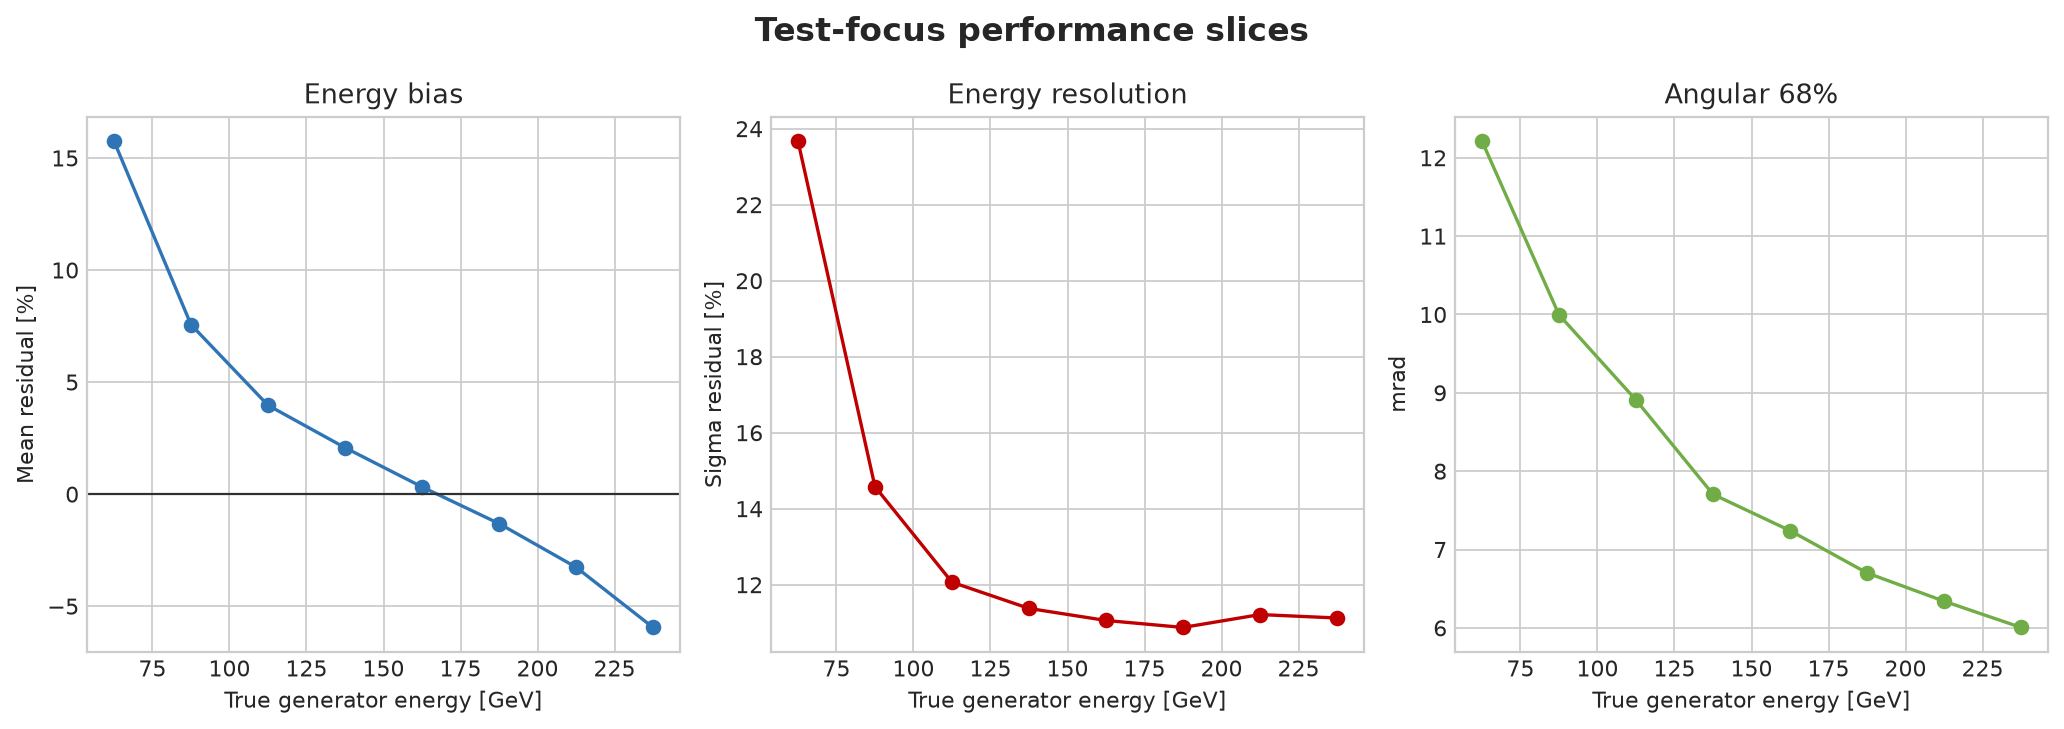 Test-focus performance slices
Energy bias
Mean residual [%]
15
10
5
0
−5
75 100 125 150 175 200 225
True generator energy [GeV]
Energy resolution
Sigma residual [%]
24
22
20
18
16
14
12
75 100 125 150 175 200 225
True generator energy [GeV]
Angular 68%
mrad
12
11
10
9
8
7
6
75 100 125 150 175 200 225
True generator energy [GeV]